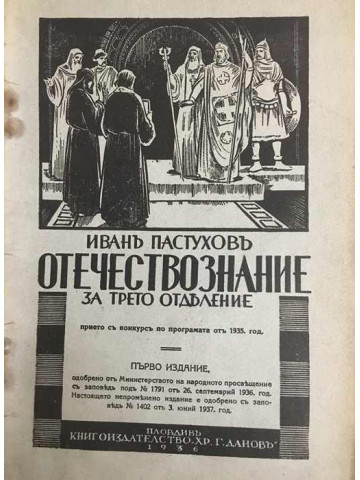 ИВАНЪ ПАСТУХОВЪ
ОТЕЧЕСТВОЗНАНИЕ
ЗА ТРЕТО ОТДѢЛЕНИЕ
прието съ конкурсъ по програмата отъ 1935. год.
ПЪРВО ИЗДАНИЕ,
одобрено отъ Министерството на народното просвѣщение
съ заповѣдь подъ № 1791 отъ 26. септемврий 1936. год.
Настоящето непромѣнено издание е одобрено съ запо-
вѣдь № 1402 отъ 3. юний 1937. год.
ПЛОВДИВЪ
КНИГОИЗДАТЕЛСТВО „ХР. Г. ДАНОВЪ"
1936